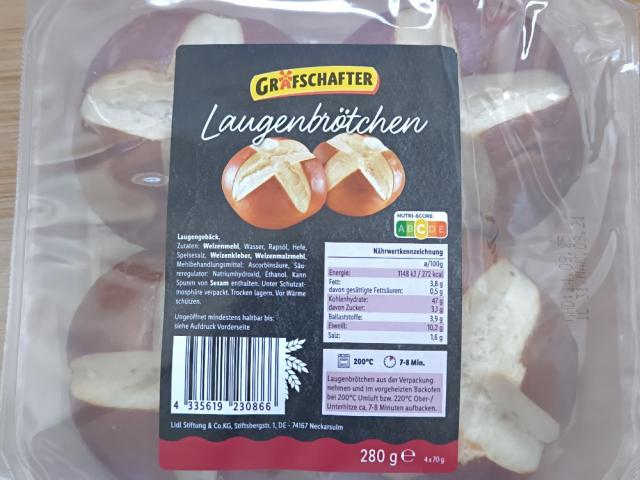 GRAFSCHAFTER
Laugenbrötchen
NUTRI-SCORE
A B C D E
Laugengebäck.
Zutaten: Weizenmehl, Wasser, Rapsöl, Hefe,
Speisesalz, Weizenkleber, Weizenmalzmehl,
Mehlbehandlungsmittel: Ascorbinsäure, Säu-
reregulator: Natriumhydroxid, Ethanol. Kann
Spuren von Sesam enthalten. Unter Schutzat-
mosphäre verpackt. Trocken lagern. Vor Wärme
schützen.
Ungeöffnet mindestens haltbar bis:
siehe Aufdruck Vorderseite
Nährwertkennzeichnung
ø/100g
Energie: 1148 kJ / 272 kcal
Fett: 3,8 g
davon gesättigte Fettsäuren: 0,5 g
Kohlenhydrate: 47 g
davon Zucker: 3,1 g
Ballaststoffe: 3,9 g
Eiweiß: 10,2 g
Salz: 1,6 g
200°C 7-8 Min.
Laugenbrötchen aus der Verpackung
nehmen und im vorgeheizten Backofen
bei 200°C Umluft bzw. 220°C Ober-/
Unterhitze ca. 7-8 Minuten aufbacken.
4 335619 230866
Lidl Stiftung & Co.KG, Stiftsbergstr. 1, DE - 74167 Neckarsulm
280 g e 4 x 70 g